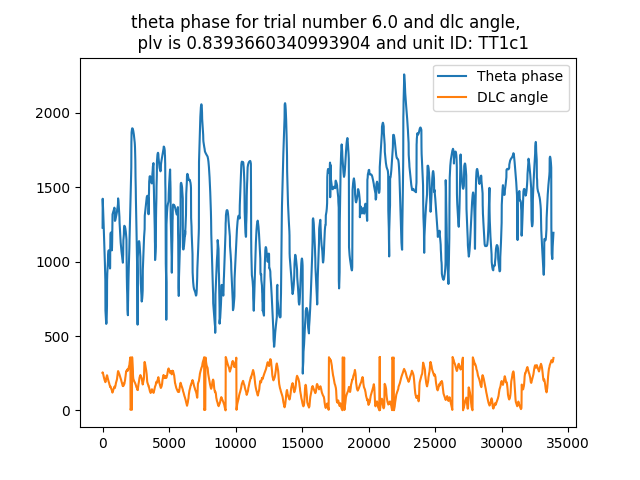 theta phase for trial number 6.0 and dlc angle,
plv is 0.8393660340993904 and unit ID: TT1c1
Theta phase
DLC angle
2000
1500
1000
500
0
0 5000 10000 15000 20000 25000 30000 35000